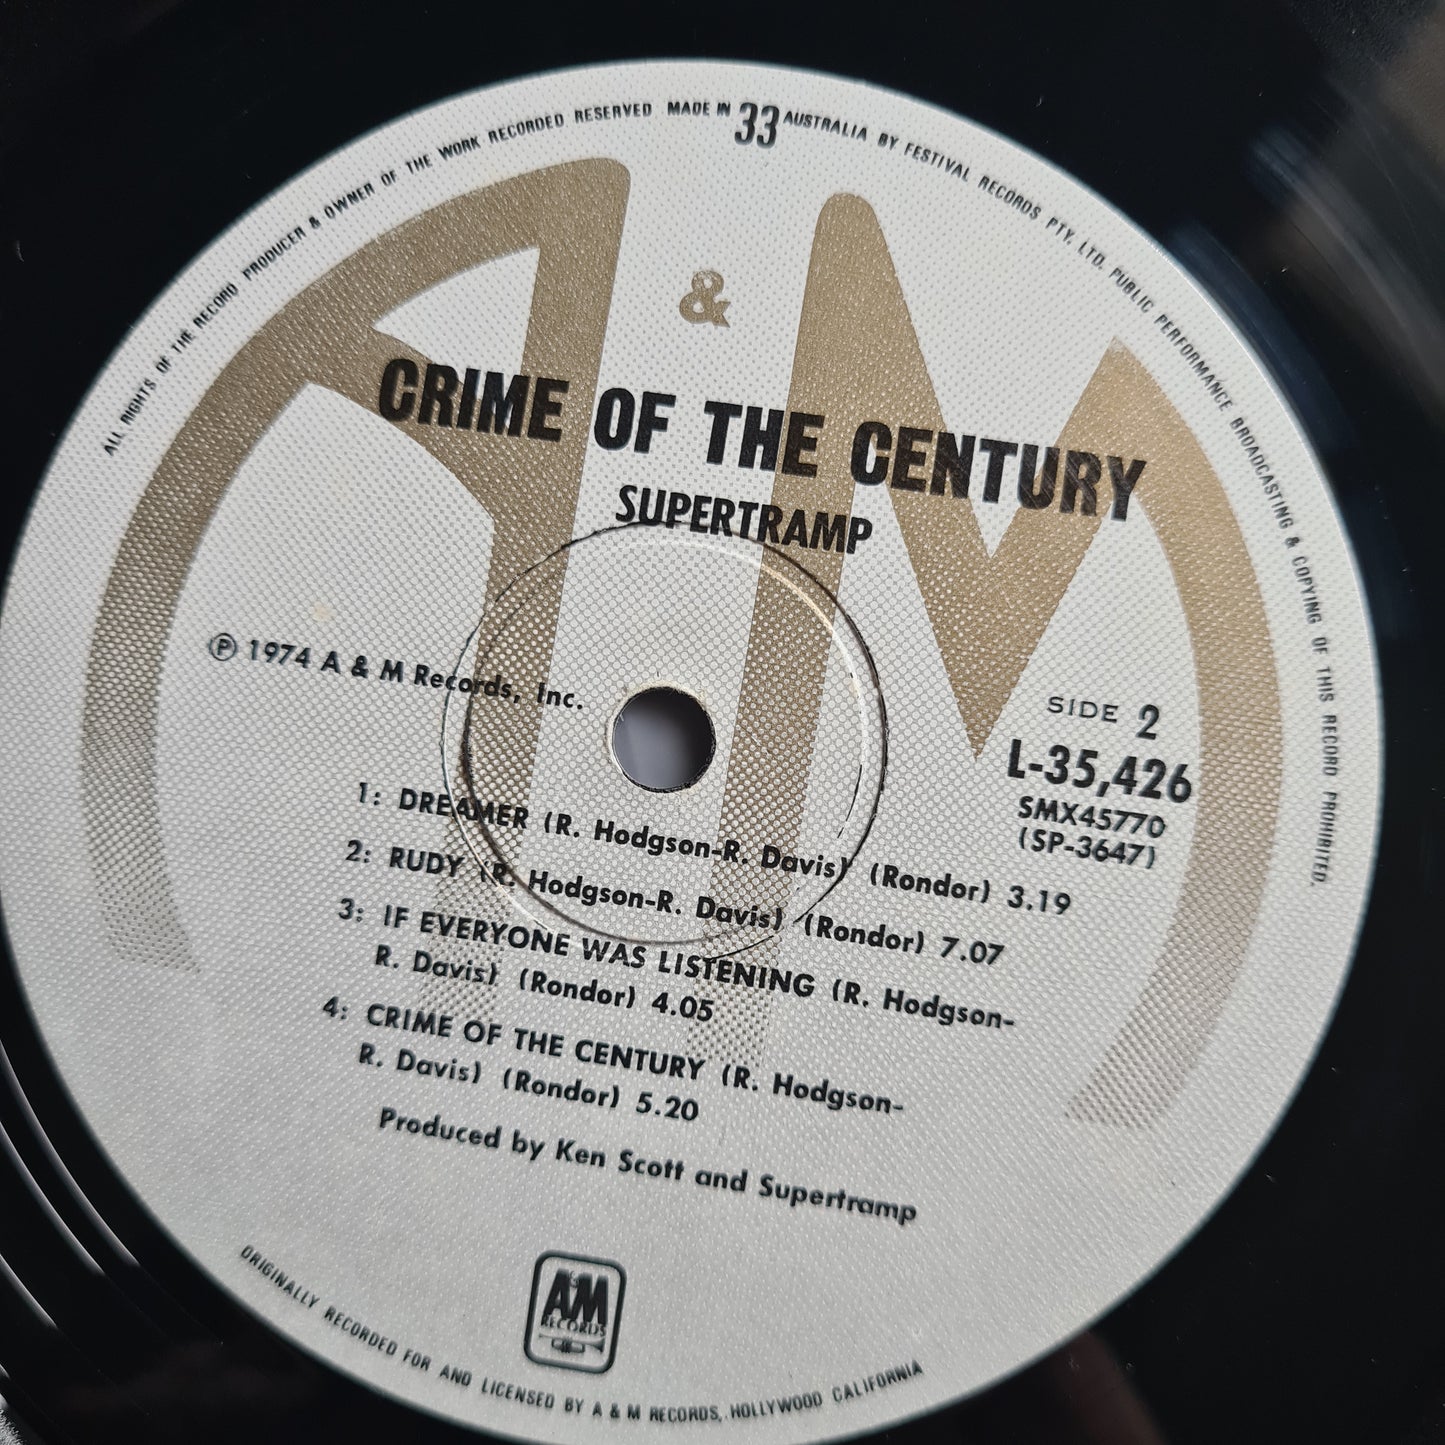 ALL RIGHTS OF THE RECORD PRODUCER & OWNER OF THE WORK RECORDED RESERVED MADE IN 33 AUSTRALIA BY FESTIVAL RECORDS PTY. LTD. PUBLIC PERFORMANCE BROADCASTING & COPYING OF THIS RECORD PROHIBITED.
A & M
CRIME OF THE CENTURY
SUPERTRAMP
℗ 1974 A & M Records, Inc.
SIDE 2
L-35,426
SMX45770
(SP-3647)
1: DREAMER (R. Hodgson-R. Davis) (Rondor) 3.19
2: RUDY (R. Hodgson-R. Davis) (Rondor) 7.07
3: IF EVERYONE WAS LISTENING (R. Hodgson-
R. Davis) (Rondor) 4.05
4: CRIME OF THE CENTURY (R. Hodgson-
R. Davis) (Rondor) 5.20
Produced by Ken Scott and Supertramp
A&M
RECORDS
ORIGINALLY RECORDED FOR AND LICENSED BY A & M RECORDS, HOLLYWOOD CALIFORNIA